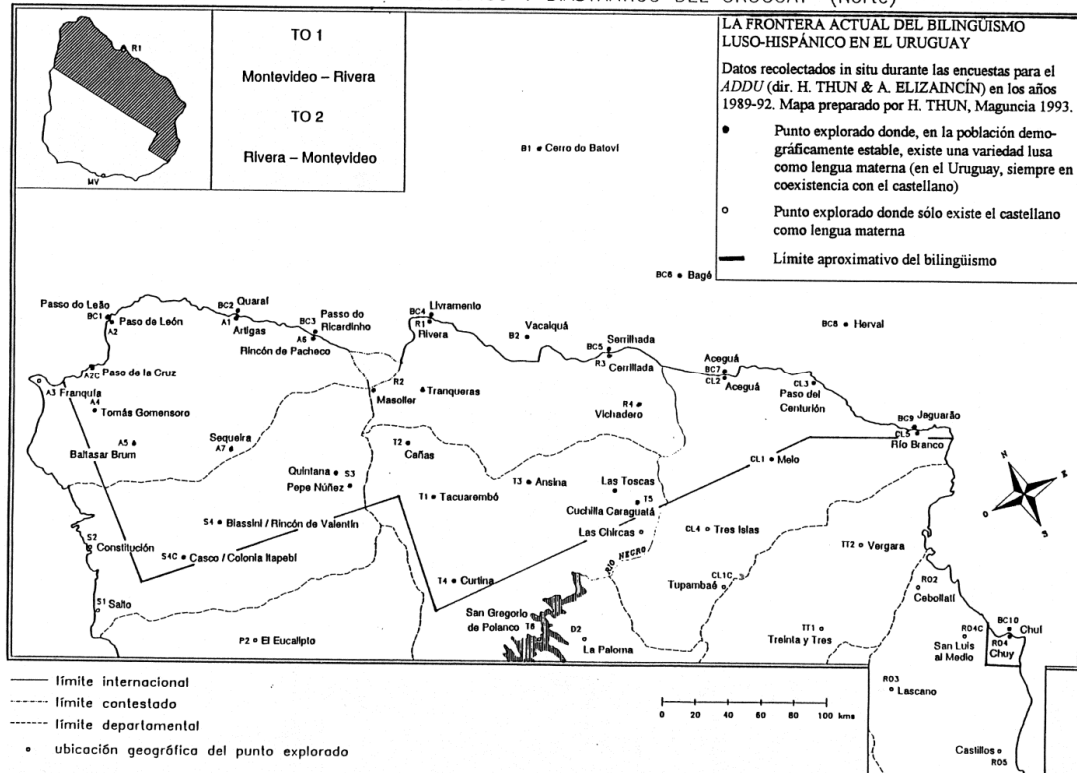 DEL URUGUAY (Norte)
TO 1
Montevideo – Rivera
TO 2
Rivera – Montevideo
R1
MV
LA FRONTERA ACTUAL DEL BILINGÜISMO
LUSO-HISPÁNICO EN EL URUGUAY
Datos recolectados in situ durante las encuestas para el
ADDU (dir. H. THUN & A. ELIZAINCÍN) en los años
1989-92. Mapa preparado por H. THUN, Maguncia 1993.
Punto explorado donde, en la población demo-
gráficamente estable, existe una variedad lusa
como lengua materna (en el Uruguay, siempre en
coexistencia con el castellano)
Punto explorado donde sólo existe el castellano
como lengua materna
Límite aproximativo del bilingüismo
B1 Cerro do Batoví
BC6 Bagé
BC8 Herval
Passo do Leão
BC1
A2 Paso de León
BC2 Quaraí
A1 Artigas
BC3 Passo do
Ricardinho
A6
Rincón de Pacheco
BC4 Livramento
R1 Rivera
B2 Vacaiquá
BC5 Serrilhada
R3 Cerrillada
Aceguá
BC7
CL2 Aceguá
CL3
Paso del
Centurión
BC9 Jaguarão
CL5
Río Branco
A2C Paso de la Cruz
A3 Franquía
A4
Tomás Gomensoro
A5
Baltasar Brum
Sequeira
A7
R2
Masoller
Tranqueras
R4
Vichadero
T2
Cañas
CL1 Melo
Quintana S3
Pepe Núñez
T1 Tacuarembó
T3 Ansina
Las Toscas
T5
Cuchilla Caraguatá
Las Chircas
CL4 Tres Islas
TT2 Vergara
S4 Biassini / Rincón de Valentín
S2
Constitución
S4C Casco / Colonia Itapebí
T4 Curtina
RIO NEGRO
CL1C
Tupambaé
RO2
Cebollatí
S1 Salto
San Gregorio
de Polanco
T6
P2 El Eucalipto
D2
La Paloma
TT1
Treinta y Tres
RO4C
San Luis
al Medio
BC10
Chuí
RO4
Chuy
RO3
Lascano
Castillos
RO5
N
O
E
S
límite internacional
límite contestado
límite departamental
ubicación geográfica del punto explorado
0 20 40 60 80 100 kms